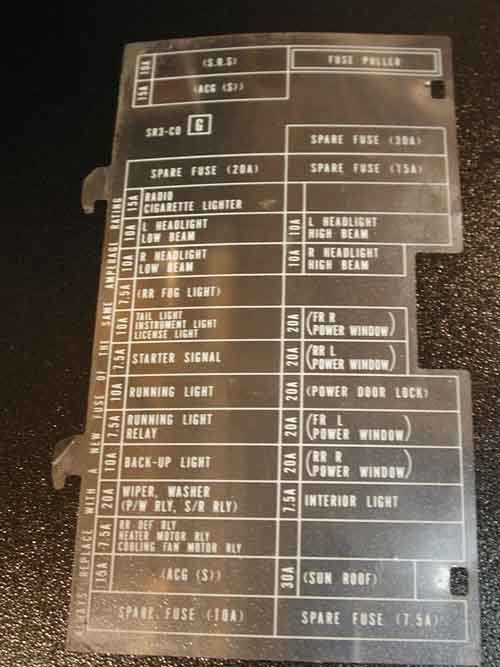 10A (S.R.S) FUSE PULLER
15A (ACG (S))
SR3-C0 G
SPARE FUSE (30A)
SPARE FUSE (20A) SPARE FUSE (15A)
15A RADIO
CIGARETTE LIGHTER
10A L HEADLIGHT
LOW BEAM
10A L HEADLIGHT
HIGH BEAM
10A R HEADLIGHT
LOW BEAM
10A R HEADLIGHT
HIGH BEAM
7.5A (RR FOG LIGHT)
10A TAIL LIGHT
INSTRUMENT LIGHT
LICENSE LIGHT
20A (FR R
POWER WINDOW)
7.5A STARTER SIGNAL
20A (RR L
POWER WINDOW)
10A RUNNING LIGHT
20A (POWER DOOR LOCK)
7.5A RUNNING LIGHT
RELAY
20A (FR L
POWER WINDOW)
10A BACK-UP LIGHT
20A (RR R
POWER WINDOW)
20A WIPER, WASHER
(P/W RLY, S/R RLY)
7.5A INTERIOR LIGHT
7.5A RR DEF RLY
HEATER MOTOR RLY
COOLING FAN MOTOR RLY
(ACG (S))
30A (SUN ROOF)
SPARE FUSE (10A) SPARE FUSE (7.5A)
ALWAYS REPLACE WITH A NEW FUSE OF THE SAME AMPERAGE RATING